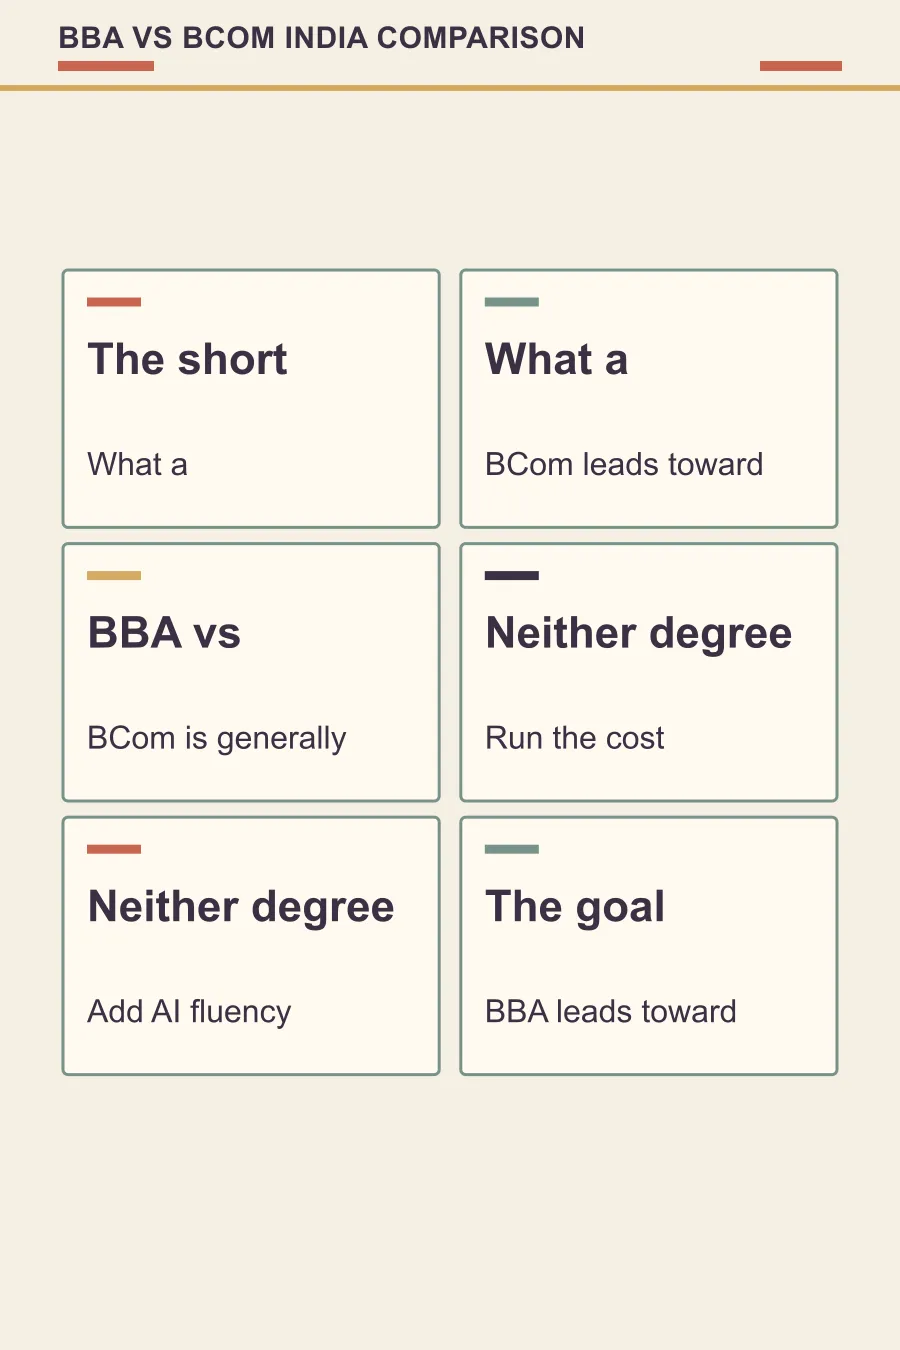 BBA VS BCOM INDIA COMPARISON
The short
What a
What a
BCom leads toward
BBA vs
BCom is generally
Neither degree
Run the cost
Neither degree
Add AI fluency
The goal
BBA leads toward